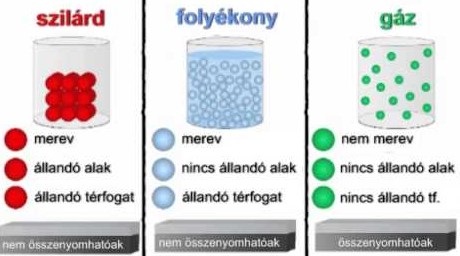 szilárd
merev
állandó alak
állandó térfogat
nem összenyomhatóak
folyékony
merev
nincs állandó alak
állandó térfogat
nem összenyomhatóak
gáz
nem merev
nincs állandó alak
nincs állandó tf.
összenyomhatóak